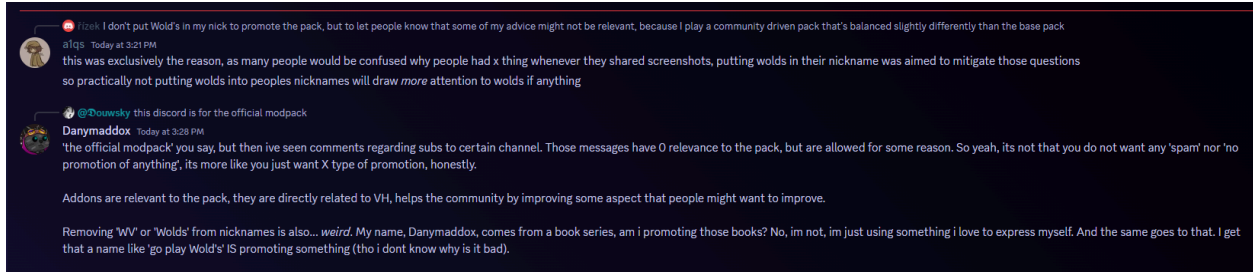 řízek I don't put Wold's in my nick to promote the pack, but to let people know that some of my advice might not be relevant, because I play a community driven pack that's balanced slightly differently than the base pack
a1qs Today at 3:21 PM
this was exclusively the reason, as many people would be confused why people had x thing whenever they shared screenshots, putting wolds in their nickname was aimed to mitigate those questions
so practically not putting wolds into peoples nicknames will draw more attention to wolds if anything
@Douwsky this discord is for the official modpack
Danymaddox Today at 3:28 PM
'the official modpack' you say, but then ive seen comments regarding subs to certain channel. Those messages have 0 relevance to the pack, but are allowed for some reason. So yeah, its not that you do not want any 'spam' nor 'no
promotion of anything', its more like you just want X type of promotion, honestly.
Addons are relevant to the pack, they are directly related to VH, helps the community by improving some aspect that people might want to improve.
Removing 'WV' or 'Wolds' from nicknames is also... weird. My name, Danymaddox, comes from a book series, am i promoting those books? No, im not, im just using something i love to express myself. And the same goes to that. I get
that a name like 'go play Wold's' IS promoting something (tho i dont know why is it bad).